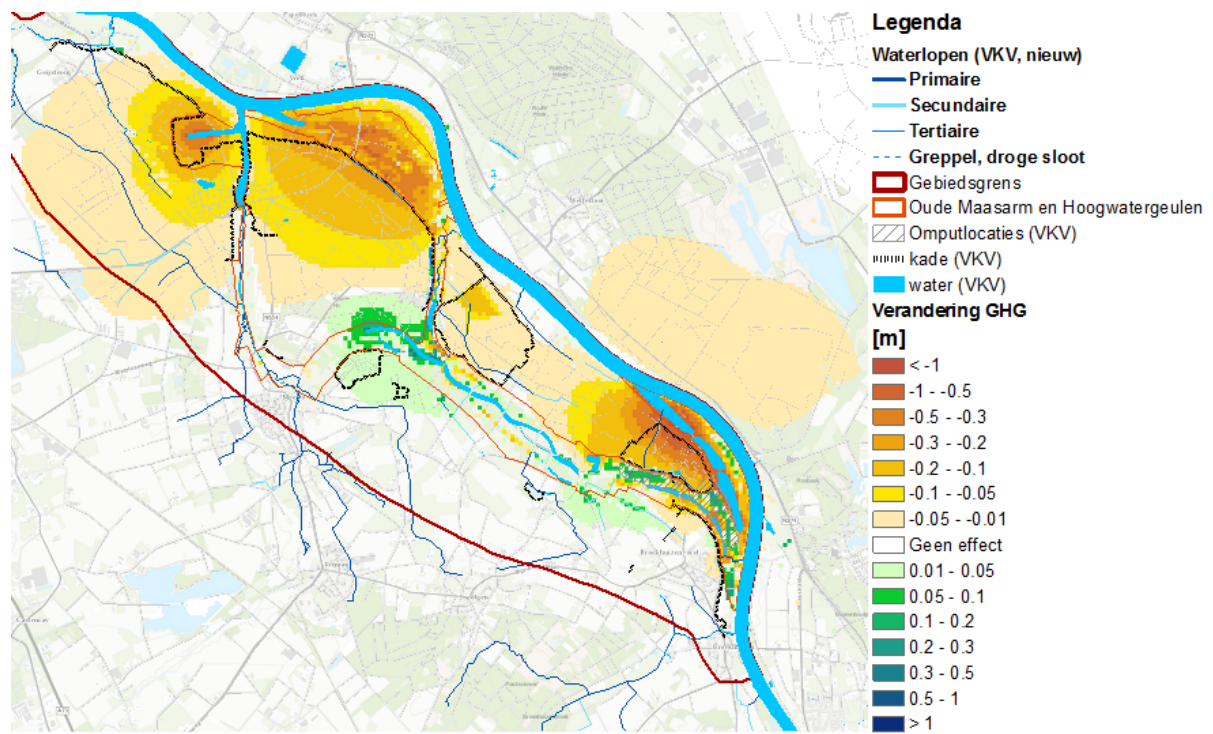 Legenda
Waterlopen (VKV, nieuw)
Primaire
Secundaire
Tertiaire
Greppel, droge sloot
Gebiedsgrens
Oude Maasarm en Hoogwatergeulen
Omputlocaties (VKV)
kade (VKV)
water (VKV)
Verandering GHG
[m]
< -1
-1 - -0.5
-0.5 - -0.3
-0.3 - -0.2
-0.2 - -0.1
-0.1 - -0.05
-0.05 - -0.01
Geen effect
0.01 - 0.05
0.05 - 0.1
0.1 - 0.2
0.2 - 0.3
0.3 - 0.5
0.5 - 1
> 1